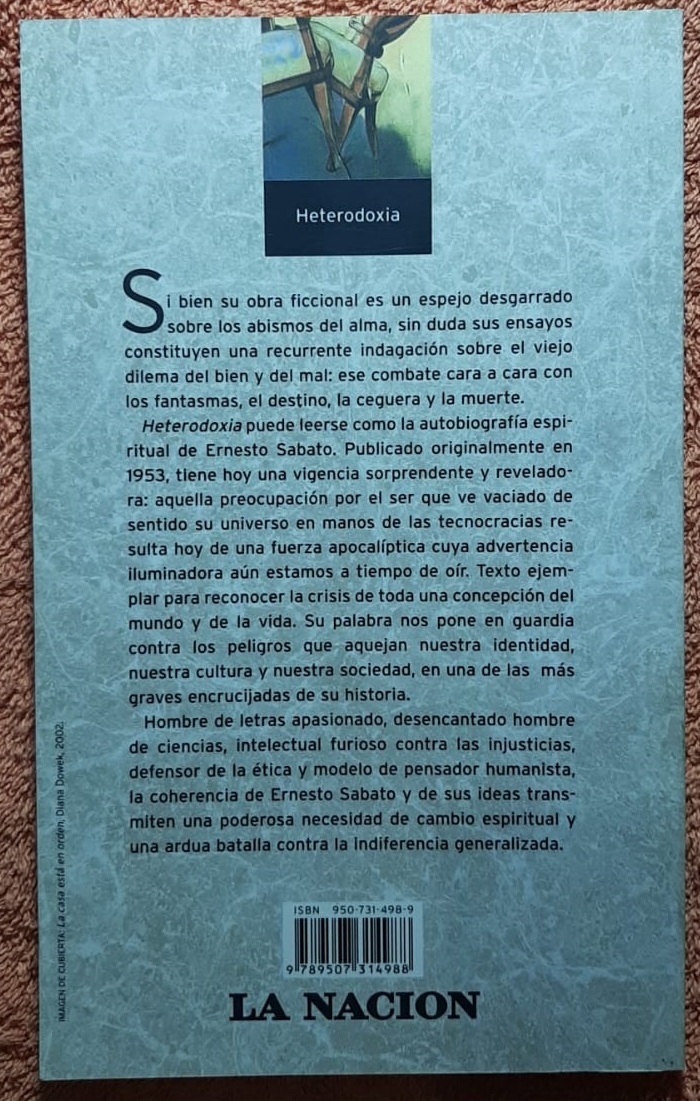 Heterodoxia
Si bien su obra ficcional es un espejo desgarrado
sobre los abismos del alma, sin duda sus ensayos
constituyen una recurrente indagación sobre el viejo
dilema del bien y del mal: ese combate cara a cara con
los fantasmas, el destino, la ceguera y la muerte.
Heterodoxia puede leerse como la autobiografía espi-
ritual de Ernesto Sabato. Publicado originalmente en
1953, tiene hoy una vigencia sorprendente y revelado-
ra: aquella preocupación por el ser que ve vaciado de
sentido su universo en manos de las tecnocracias re-
sulta hoy de una fuerza apocalíptica cuya advertencia
iluminadora aún estamos a tiempo de oír. Texto ejem-
plar para reconocer la crisis de toda una concepción del
mundo y de la vida. Su palabra nos pone en guardia
contra los peligros que aquejan nuestra identidad,
nuestra cultura y nuestra sociedad, en una de las más
graves encrucijadas de su historia.
Hombre de letras apasionado, desencantado hombre
de ciencias, intelectual furioso contra las injusticias,
defensor de la ética y modelo de pensador humanista,
la coherencia de Ernesto Sabato y de sus ideas trans-
miten una poderosa necesidad de cambio espiritual y
una ardua batalla contra la indiferencia generalizada.
IMAGEN DE CUBIERTA: La casa está en orden, Diana Dowek, 2002.
ISBN 950-731-498-9
9 789507 314988
LA NACION